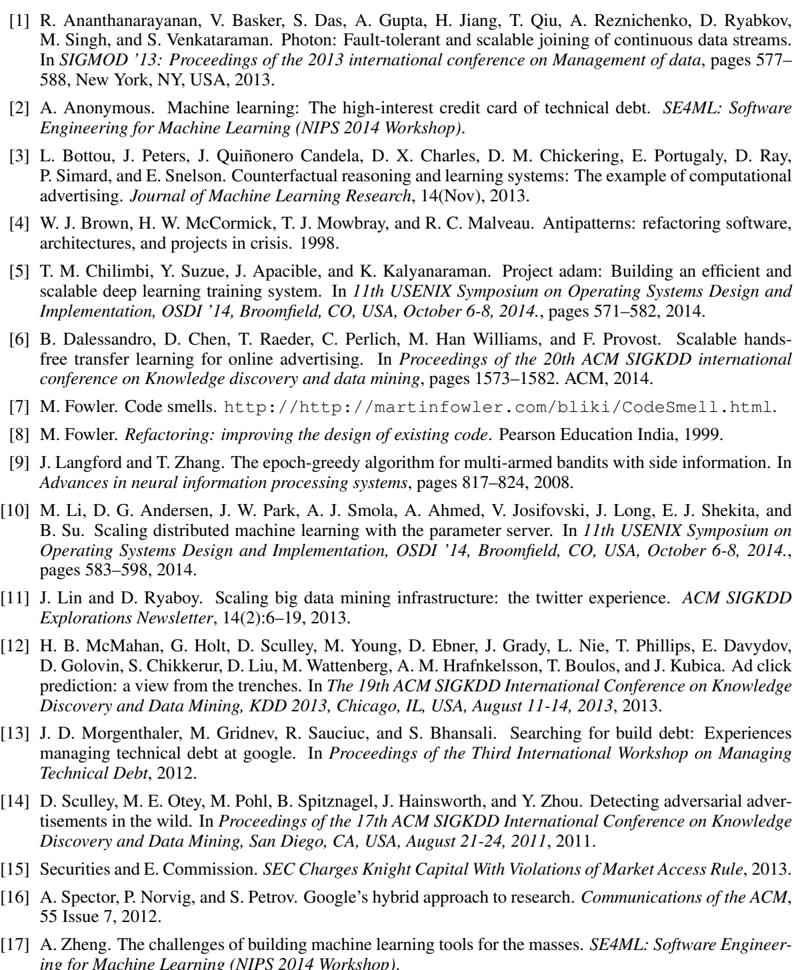 [1] R. Ananthanarayanan, V. Basker, S. Das, A. Gupta, H. Jiang, T. Qiu, A. Reznichenko, D. Ryabkov,
M. Singh, and S. Venkataraman. Photon: Fault-tolerant and scalable joining of continuous data streams.
In SIGMOD '13: Proceedings of the 2013 international conference on Management of data, pages 577–
588, New York, NY, USA, 2013.
[2] A. Anonymous. Machine learning: The high-interest credit card of technical debt. SE4ML: Software
Engineering for Machine Learning (NIPS 2014 Workshop).
[3] L. Bottou, J. Peters, J. Quiñonero Candela, D. X. Charles, D. M. Chickering, E. Portugaly, D. Ray,
P. Simard, and E. Snelson. Counterfactual reasoning and learning systems: The example of computational
advertising. Journal of Machine Learning Research, 14(Nov), 2013.
[4] W. J. Brown, H. W. McCormick, T. J. Mowbray, and R. C. Malveau. Antipatterns: refactoring software,
architectures, and projects in crisis. 1998.
[5] T. M. Chilimbi, Y. Suzue, J. Apacible, and K. Kalyanaraman. Project adam: Building an efficient and
scalable deep learning training system. In 11th USENIX Symposium on Operating Systems Design and
Implementation, OSDI '14, Broomfield, CO, USA, October 6-8, 2014., pages 571–582, 2014.
[6] B. Dalessandro, D. Chen, T. Raeder, C. Perlich, M. Han Williams, and F. Provost. Scalable hands-
free transfer learning for online advertising. In Proceedings of the 20th ACM SIGKDD international
conference on Knowledge discovery and data mining, pages 1573–1582. ACM, 2014.
[7] M. Fowler. Code smells. http://http://martinfowler.com/bliki/CodeSmell.html.
[8] M. Fowler. Refactoring: improving the design of existing code. Pearson Education India, 1999.
[9] J. Langford and T. Zhang. The epoch-greedy algorithm for multi-armed bandits with side information. In
Advances in neural information processing systems, pages 817–824, 2008.
[10] M. Li, D. G. Andersen, J. W. Park, A. J. Smola, A. Ahmed, V. Josifovski, J. Long, E. J. Shekita, and
B. Su. Scaling distributed machine learning with the parameter server. In 11th USENIX Symposium on
Operating Systems Design and Implementation, OSDI '14, Broomfield, CO, USA, October 6-8, 2014.,
pages 583–598, 2014.
[11] J. Lin and D. Ryaboy. Scaling big data mining infrastructure: the twitter experience. ACM SIGKDD
Explorations Newsletter, 14(2):6–19, 2013.
[12] H. B. McMahan, G. Holt, D. Sculley, M. Young, D. Ebner, J. Grady, L. Nie, T. Phillips, E. Davydov,
D. Golovin, S. Chikkerur, D. Liu, M. Wattenberg, A. M. Hrafnkelsson, T. Boulos, and J. Kubica. Ad click
prediction: a view from the trenches. In The 19th ACM SIGKDD International Conference on Knowledge
Discovery and Data Mining, KDD 2013, Chicago, IL, USA, August 11-14, 2013, 2013.
[13] J. D. Morgenthaler, M. Gridnev, R. Sauciuc, and S. Bhansali. Searching for build debt: Experiences
managing technical debt at google. In Proceedings of the Third International Workshop on Managing
Technical Debt, 2012.
[14] D. Sculley, M. E. Otey, M. Pohl, B. Spitznagel, J. Hainsworth, and Y. Zhou. Detecting adversarial adver-
tisements in the wild. In Proceedings of the 17th ACM SIGKDD International Conference on Knowledge
Discovery and Data Mining, San Diego, CA, USA, August 21-24, 2011, 2011.
[15] Securities and E. Commission. SEC Charges Knight Capital With Violations of Market Access Rule, 2013.
[16] A. Spector, P. Norvig, and S. Petrov. Google's hybrid approach to research. Communications of the ACM,
55 Issue 7, 2012.
[17] A. Zheng. The challenges of building machine learning tools for the masses. SE4ML: Software Engineer-
ing for Machine Learning (NIPS 2014 Workshop).